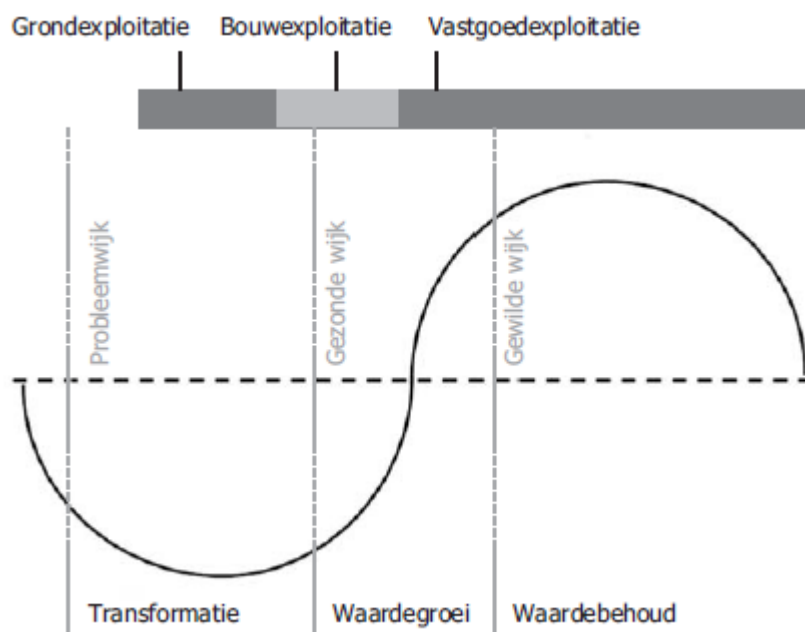 Grondexploitatie Bouwexploitatie Vastgoedexploitatie
Probleemwijk
Gezonde wijk
Gewilde wijk
Transformatie Waardegroei Waardebehoud